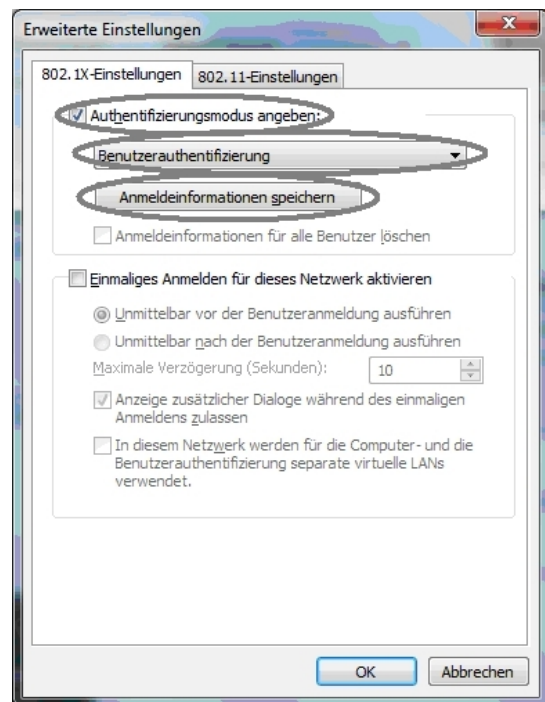 Erweiterte Einstellungen
802.1X-Einstellungen 802.11-Einstellungen
Authentifizierungsmodus angeben:
Benutzerauthentifizierung
Anmeldeinformationen speichern
Anmeldeinformationen für alle Benutzer löschen
Einmaliges Anmelden für dieses Netzwerk aktivieren
Unmittelbar vor der Benutzeranmeldung ausführen
Unmittelbar nach der Benutzeranmeldung ausführen
Maximale Verzögerung (Sekunden): 10
Anzeige zusätzlicher Dialoge während des einmaligen
Anmeldens zulassen
In diesem Netzwerk werden für die Computer- und die
Benutzerauthentifizierung separate virtuelle LANs
verwendet.
OK Abbrechen